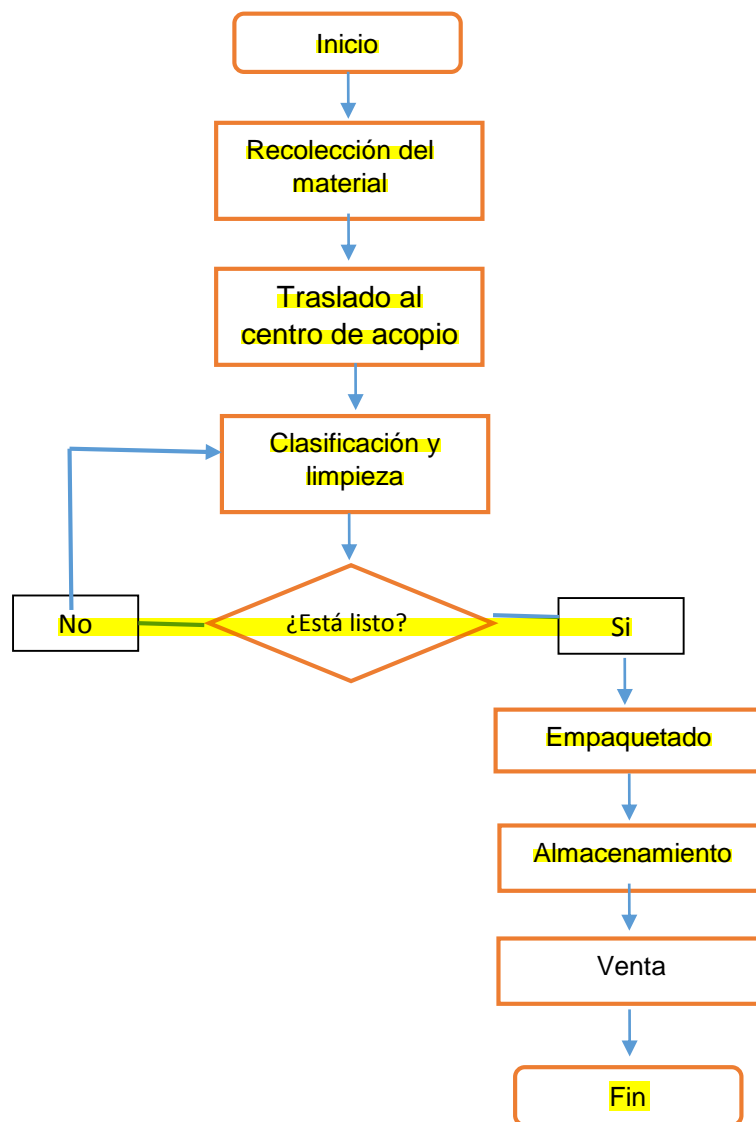 Inicio
Recolección del
material
Traslado al
centro de acopio
Clasificación y
limpieza
No
¿Está listo?
Si
Empaquetado
Almacenamiento
Venta
Fin